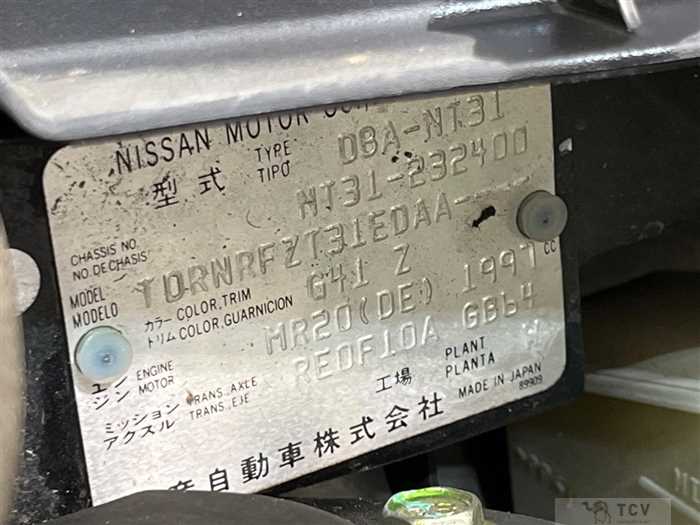 NISSAN MOTOR CO.,
型式 TYPE TIPO DBA-NT31
CHASSIS NO. NO. DE CHASIS NT31-232400
MODEL MODELO TDRNRFZT31EDAA----
カラー COLOR,TRIM トリム COLOR,GUARNICION G41 Z
エンジン ENGINE MOTOR MR20(DE) 1997 CC
ミッション アクスル TRANS.,AXLE TRANS.,EJE RE0F10A GB64
工場 PLANT PLANTA W
MADE IN JAPAN
89909
産自動車株式会社
TCV